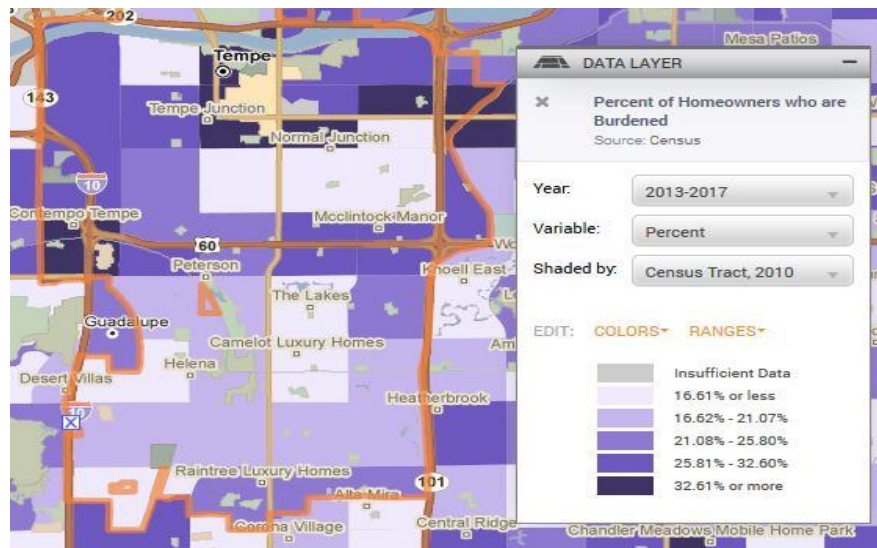 202
Mesa Patios
Tempe
143
Tempe Junction
Normal Junction
10
Contempo Tempe
Mcclintock Manor
60
Peterson
Knoell East
The Lakes
Guadalupe
Camelot Luxury Homes
Helena
Desert Villas
Heatherbrook
10
Raintree Luxury Homes
101
Alta Mira
Corona Village
Central Ridge
Chandler Meadows Mobile Home Park
DATA LAYER
Percent of Homeowners who are
Burdened
Source: Census
Year: 2013-2017
Variable: Percent
Shaded by: Census Tract, 2010
EDIT: COLORS RANGES
Insufficient Data
16.61% or less
16.62% - 21.07%
21.08% - 25.80%
25.81% - 32.60%
32.61% or more